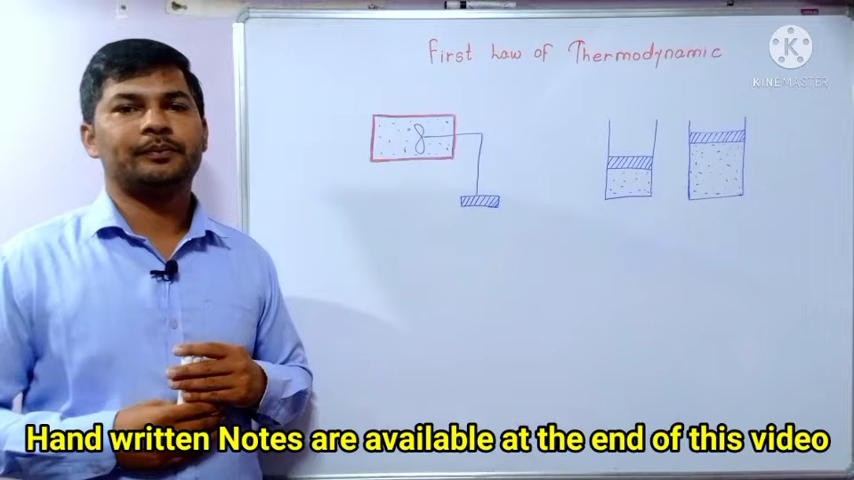 First Law of Thermodynamic
K
KINEMASTER
Hand written Notes are available at the end of this video